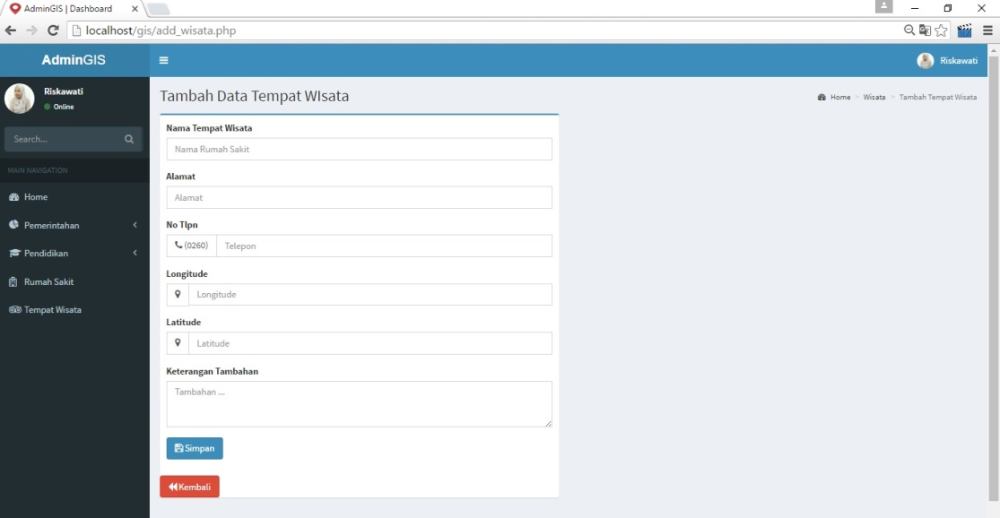 AdminGIS | Dashboard
localhost/gis/add_wisata.php
AdminGIS
Riskawati
Riskawati
Online
Search...
MAIN NAVIGATION
Home
Pemerintahan
Pendidikan
Rumah Sakit
Tempat Wisata
Tambah Data Tempat WIsata
Home > Wisata > Tambah Tempat Wisata
Nama Tempat Wisata
Nama Rumah Sakit
Alamat
Alamat
No Tlpn
(0260) Telepon
Longitude
Longitude
Latitude
Latitude
Keterangan Tambahan
Tambahan ...
Simpan
Kembali